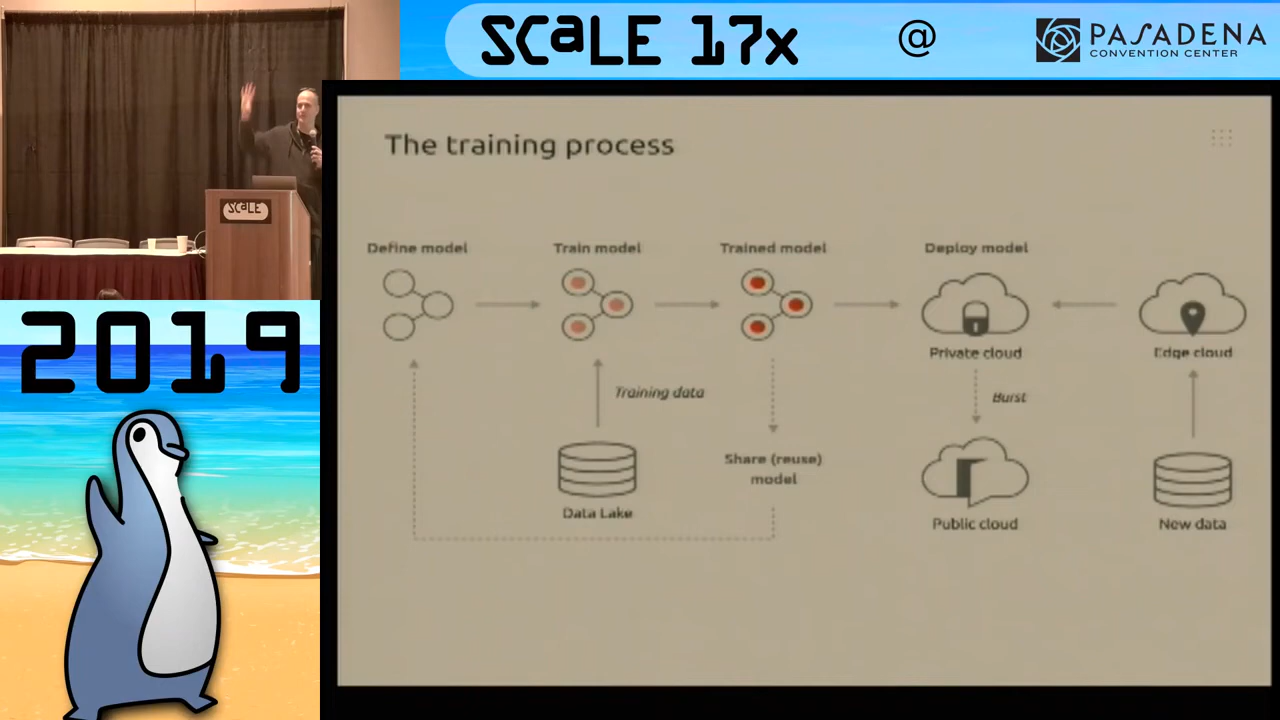 SCaLE 17x
@
PASADENA
CONVENTION CENTER
SCALE
2019
The training process
Define model
Train model
Trained model
Deploy model
Private cloud
Edge cloud
Training data
Burst
Share (reuse)
model
Data Lake
Public cloud
New data